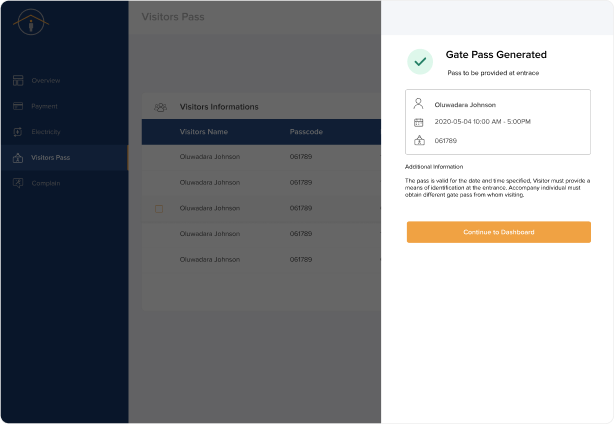 Visitors Pass
Overview
Payment
Electricity
Visitors Pass
Complain
Visitors Informations
Visitors Name Passcode
Oluwadara Johnson 061789
Oluwadara Johnson 061789
Oluwadara Johnson 061789
Oluwadara Johnson 061789
Oluwadara Johnson 061789
Gate Pass Generated
Pass to be provided at entrace
Oluwadara Johnson
2020-05-04 10:00 AM - 5:00PM
061789
Additional Information
The pass is valid for the date and time specified, Visitor must provide a
means of identification at the entrance. Accompany individual must
obtain different gate pass from whom visiting.
Continue to Dashboard